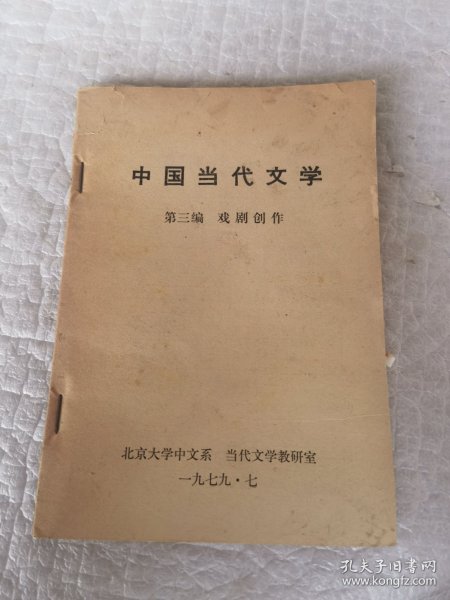 中国当代文学
第三编 戏剧创作
北京大学中文系 当代文学教研室
一九七九·七
孔夫子旧书网
www.kongfz.com